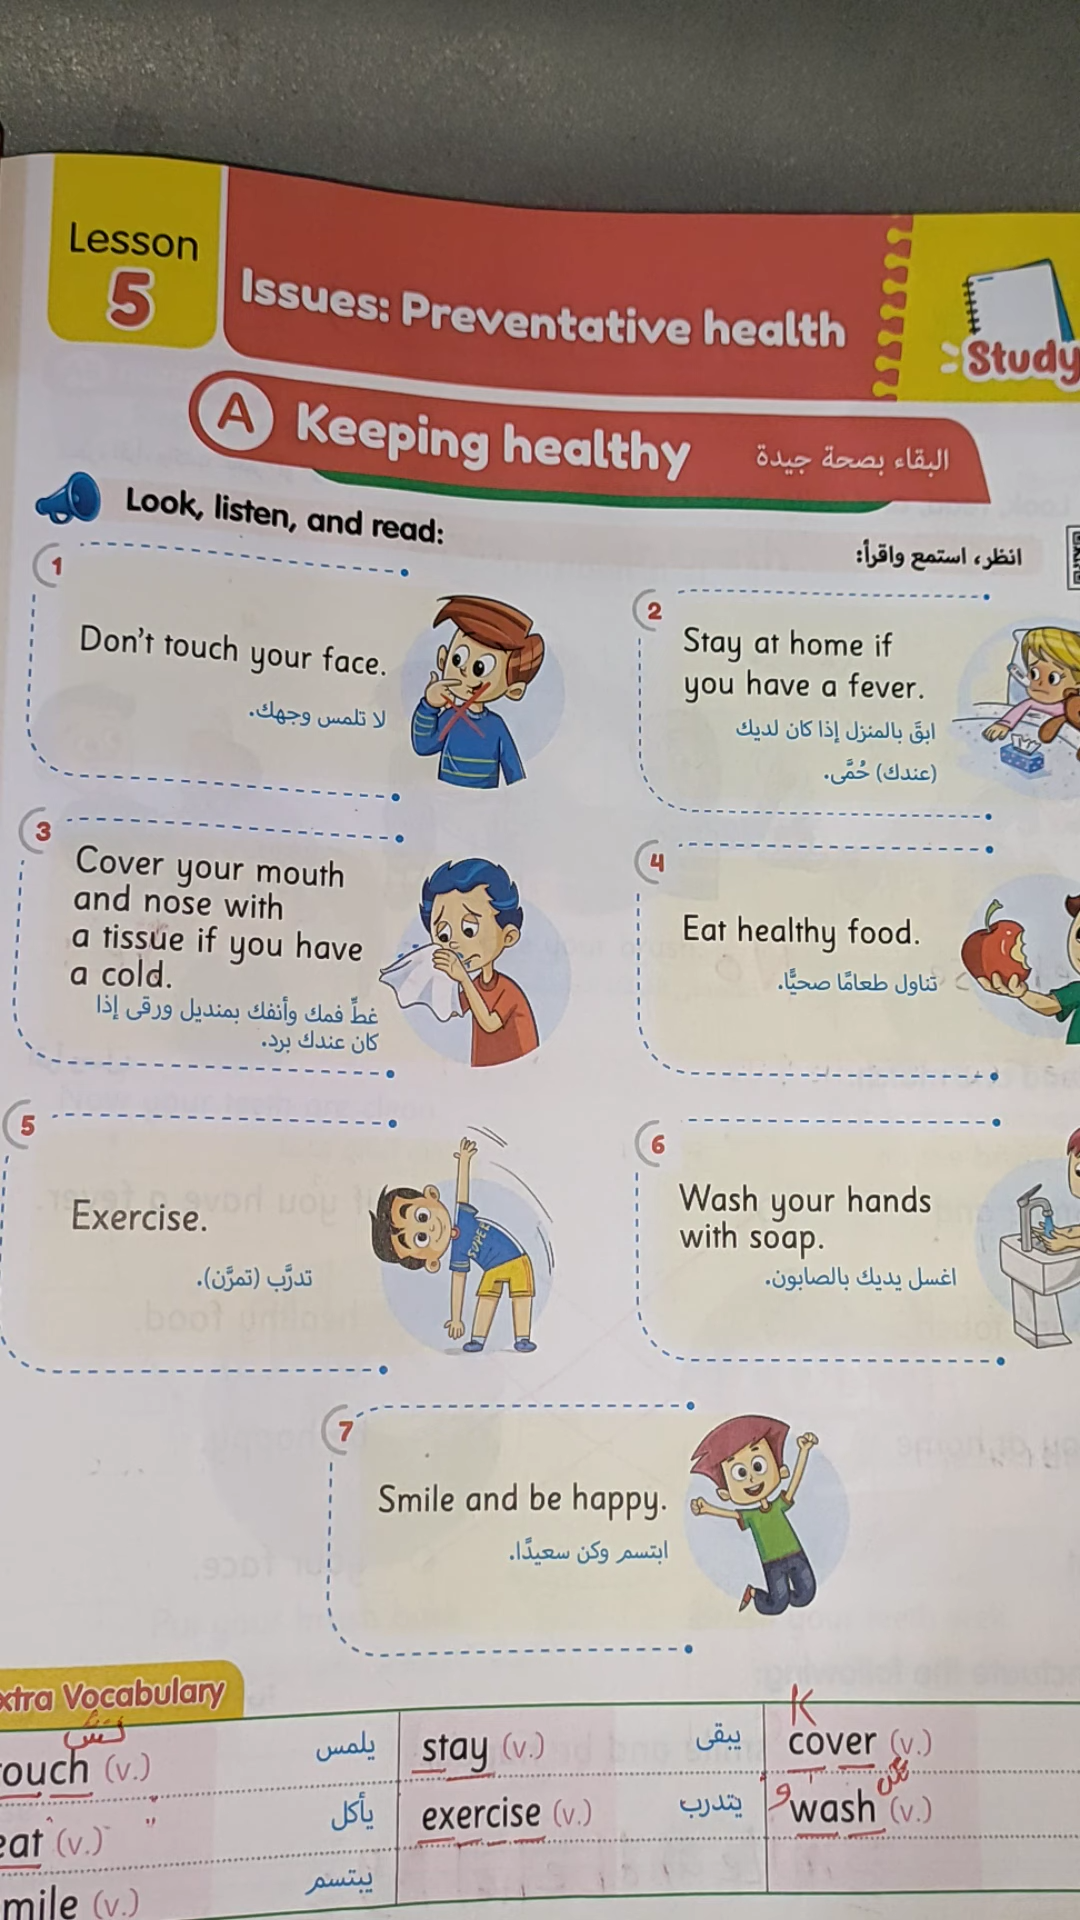 Lesson
5
Issues: Preventative health
Study
A Keeping healthy البقاء بصحة جيدة
Look, listen, and read:
انظر، استمع واقرأ:
1
Don't touch your face.
لا تلمس وجهك.
2
Stay at home if
you have a fever.
ابقَ بالمنزل إذا كان لديك
(عندك) حُمَّى.
3
Cover your mouth
and nose with
a tissue if you have
a cold.
غطِّ فمك وأنفك بمنديل ورقى إذا
كان عندك برد.
4
Eat healthy food.
تناول طعامًا صحيًّا.
5
Exercise.
تدرَّب (تمرَّن).
SUPER
6
Wash your hands
with soap.
اغسل يديك بالصابون.
7
Smile and be happy.
ابتسم وكن سعيدًا.
xtra Vocabulary
K
ouch (v.) يلمس stay (v.) يبقى cover (v.)
eat (v.) يأكل exercise (v.) يتدرب wash (v.)
mile (v.) يبتسم